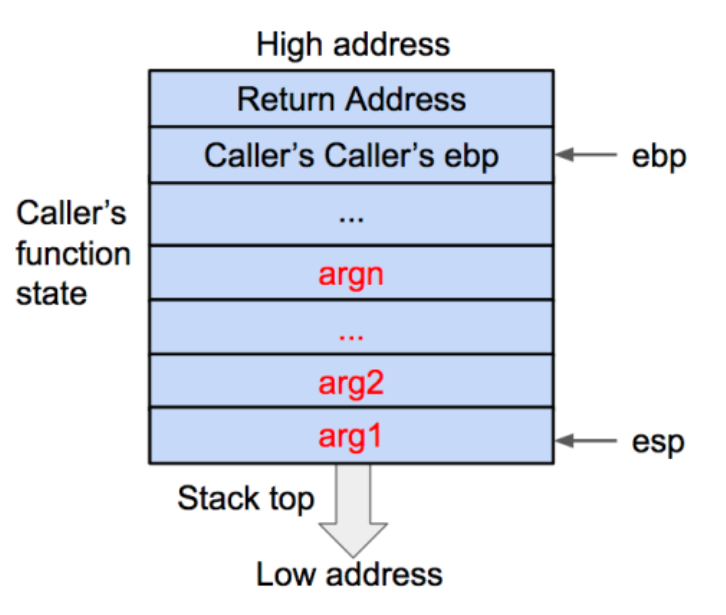 High address
Return Address
Caller's Caller's ebp
ebp
...
Caller's
function
state
argn
...
arg2
arg1
esp
Stack top
Low address